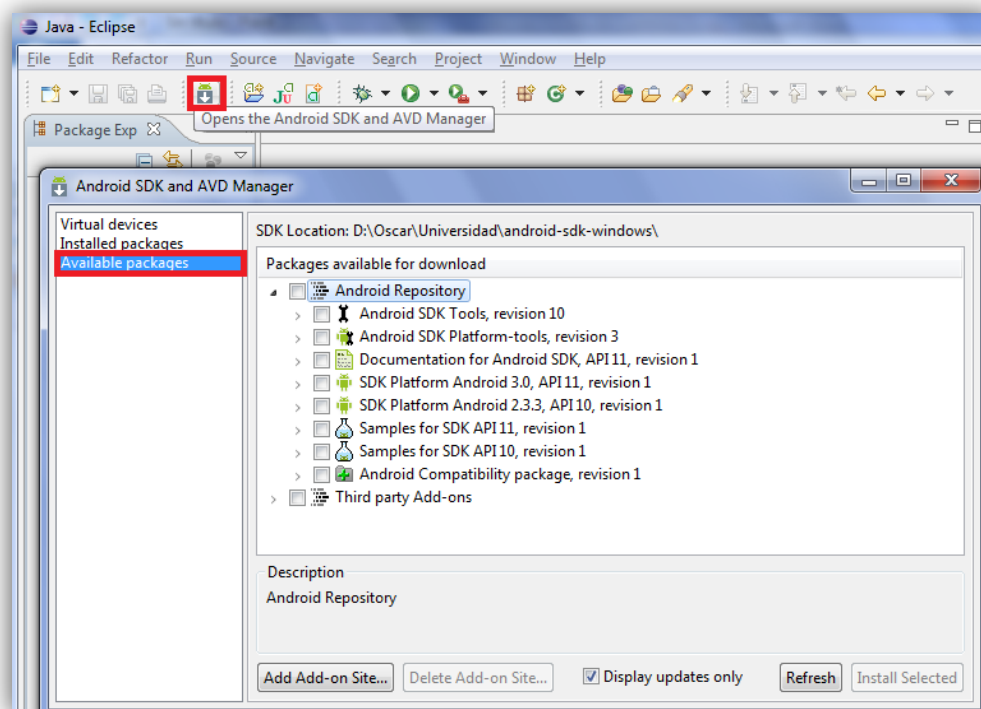 Java - Eclipse
File Edit Refactor Run Source Navigate Search Project Window Help
Opens the Android SDK and AVD Manager
Package Exp
Android SDK and AVD Manager
Virtual devices
Installed packages
Available packages
SDK Location: D:\Oscar\Universidad\android-sdk-windows\
Packages available for download
Android Repository
Android SDK Tools, revision 10
Android SDK Platform-tools, revision 3
Documentation for Android SDK, API 11, revision 1
SDK Platform Android 3.0, API 11, revision 1
SDK Platform Android 2.3.3, API 10, revision 1
Samples for SDK API 11, revision 1
Samples for SDK API 10, revision 1
Android Compatibility package, revision 1
Third party Add-ons
Description
Android Repository
Add Add-on Site... Delete Add-on Site... Display updates only Refresh Install Selected